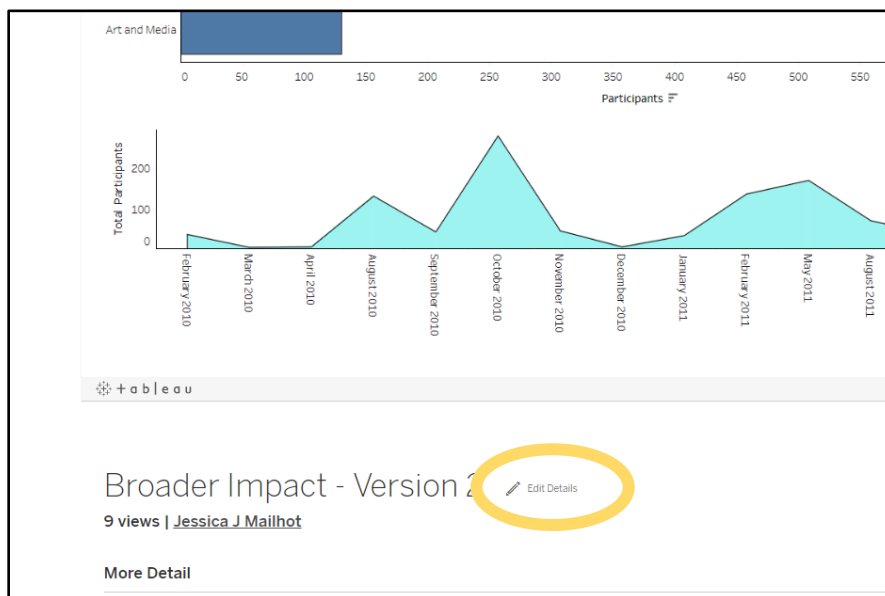 Art and Media
0 50 100 150 200 250 300 350 400 450 500 550
Participants
Total Participants
200
100
0
February 2010
March 2010
April 2010
August 2010
September 2010
October 2010
November 2010
December 2010
January 2011
February 2011
May 2011
August 2011
+ a b | e a u
Broader Impact - Version 2
Edit Details
9 views | Jessica J Mailhot
More Detail